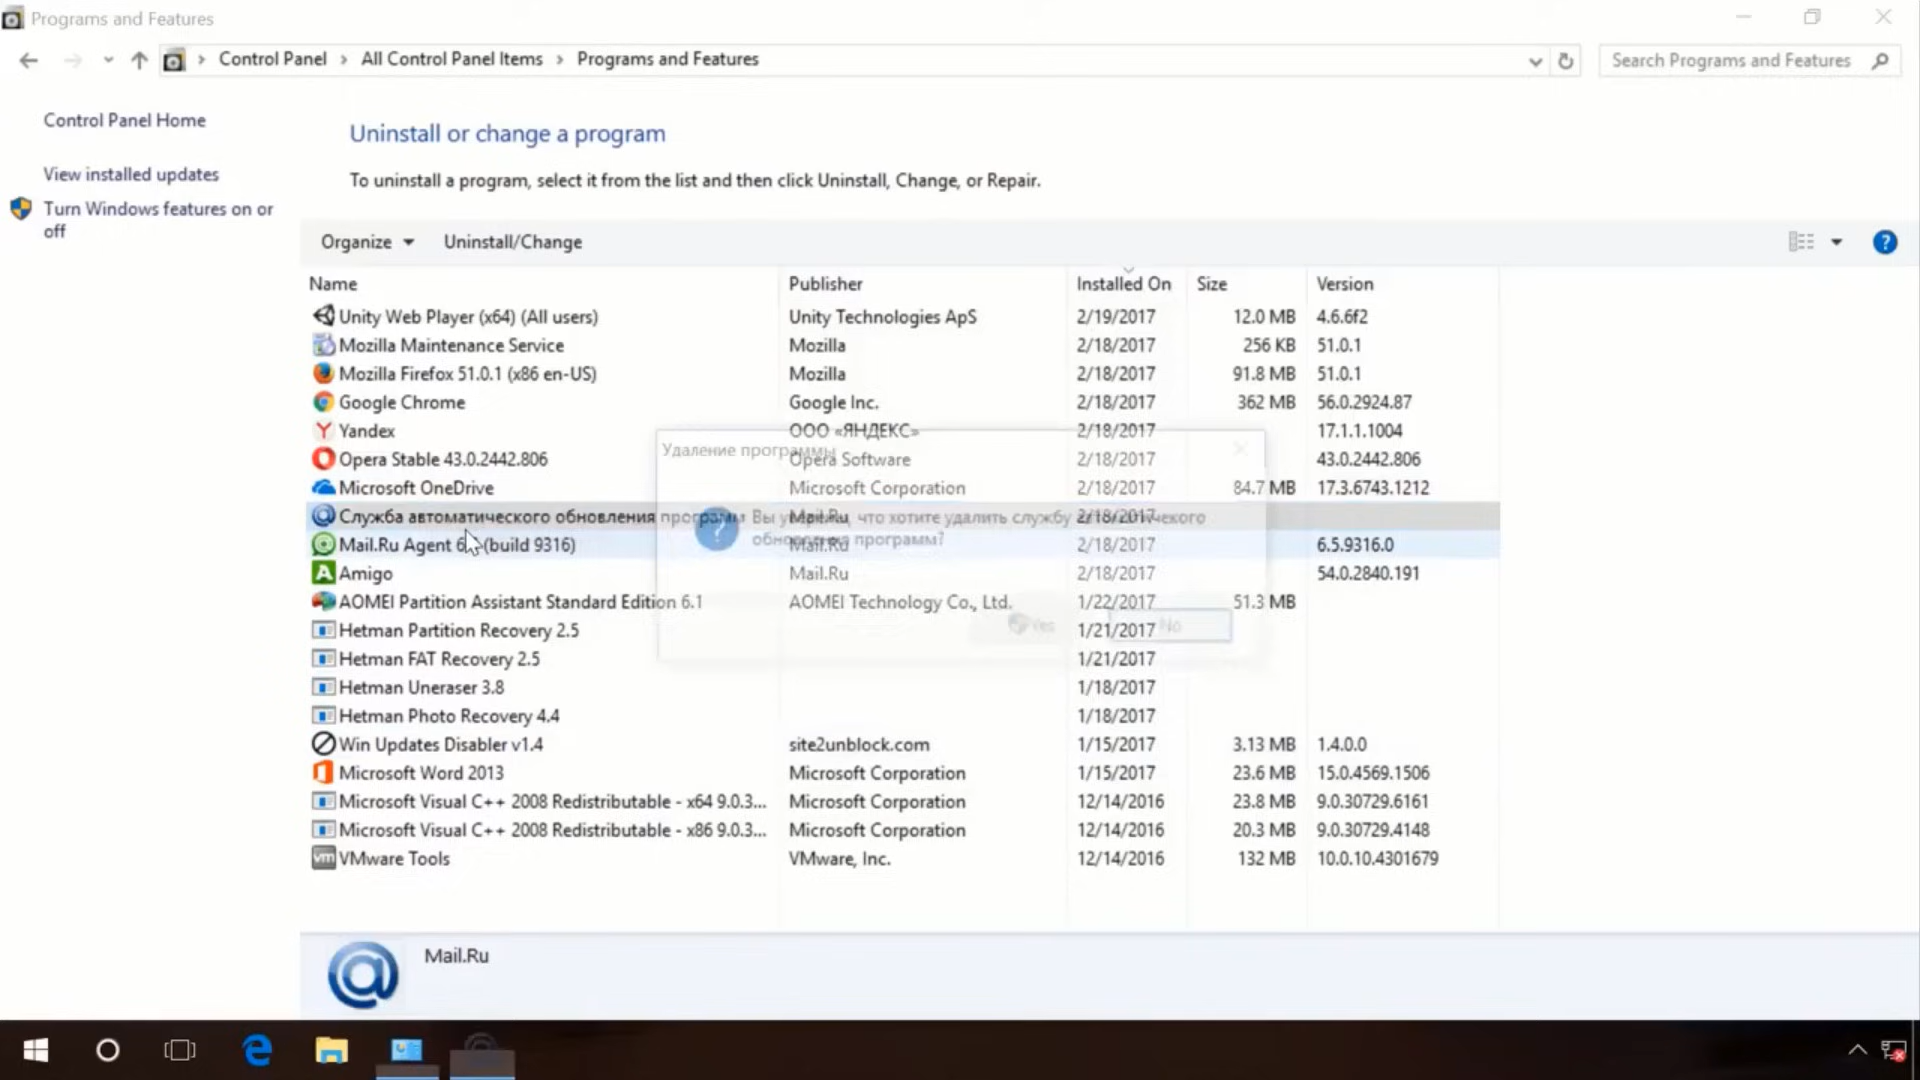 Programs and Features
Control Panel > All Control Panel Items > Programs and Features
Search Programs and Features
Control Panel Home
View installed updates
Turn Windows features on or
off
Uninstall or change a program
To uninstall a program, select it from the list and then click Uninstall, Change, or Repair.
Organize Uninstall/Change
Name Publisher Installed On Size Version
Unity Web Player (x64) (All users) Unity Technologies ApS 2/19/2017 12.0 MB 4.6.6f2
Mozilla Maintenance Service Mozilla 2/18/2017 256 KB 51.0.1
Mozilla Firefox 51.0.1 (x86 en-US) Mozilla 2/18/2017 91.8 MB 51.0.1
Google Chrome Google Inc. 2/18/2017 362 MB 56.0.2924.87
Yandex ООО «ЯНДЕКС» 2/18/2017 17.1.1.1004
Удаление программы
Opera Stable 43.0.2442.806 Opera Software 2/18/2017 43.0.2442.806
Microsoft OneDrive Microsoft Corporation 2/18/2017 84.7 MB 17.3.6743.1212
Служба автоматического обновления программ Mail.Ru 2/18/2017
Вы уверены, что хотите удалить службу
обновления программ?
Mail.Ru Agent (build 9316) Mail.Ru 2/18/2017 6.5.9316.0
Amigo Mail.Ru 2/18/2017 54.0.2840.191
AOMEI Partition Assistant Standard Edition 6.1 AOMEI Technology Co., Ltd. 1/22/2017 51.3 MB
Yes No
Hetman Partition Recovery 2.5 1/21/2017
Hetman FAT Recovery 2.5 1/21/2017
Hetman Uneraser 3.8 1/18/2017
Hetman Photo Recovery 4.4 1/18/2017
Win Updates Disabler v1.4 site2unblock.com 1/15/2017 3.13 MB 1.4.0.0
Microsoft Word 2013 Microsoft Corporation 1/15/2017 23.6 MB 15.0.4569.1506
Microsoft Visual C++ 2008 Redistributable - x64 9.0.3... Microsoft Corporation 12/14/2016 23.8 MB 9.0.30729.6161
Microsoft Visual C++ 2008 Redistributable - x86 9.0.3... Microsoft Corporation 12/14/2016 20.3 MB 9.0.30729.4148
VMware Tools VMware, Inc. 12/14/2016 132 MB 10.0.10.4301679
Mail.Ru